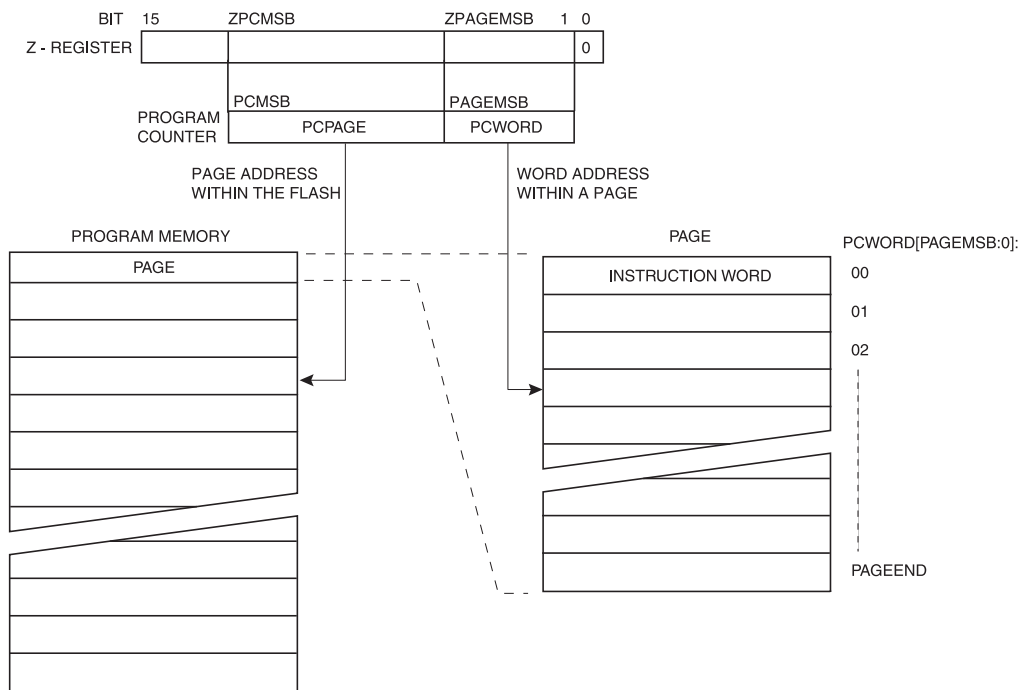 BIT 15 ZPCMSB ZPAGEMSB 1 0
Z - REGISTER 0
PCMSB PAGEMSB
PROGRAM
COUNTER
PCPAGE PCWORD
PAGE ADDRESS
WITHIN THE FLASH
WORD ADDRESS
WITHIN A PAGE
PROGRAM MEMORY
PAGE
PAGE
INSTRUCTION WORD
PCWORD[PAGEMSB:0]:
00
01
02
PAGEEND